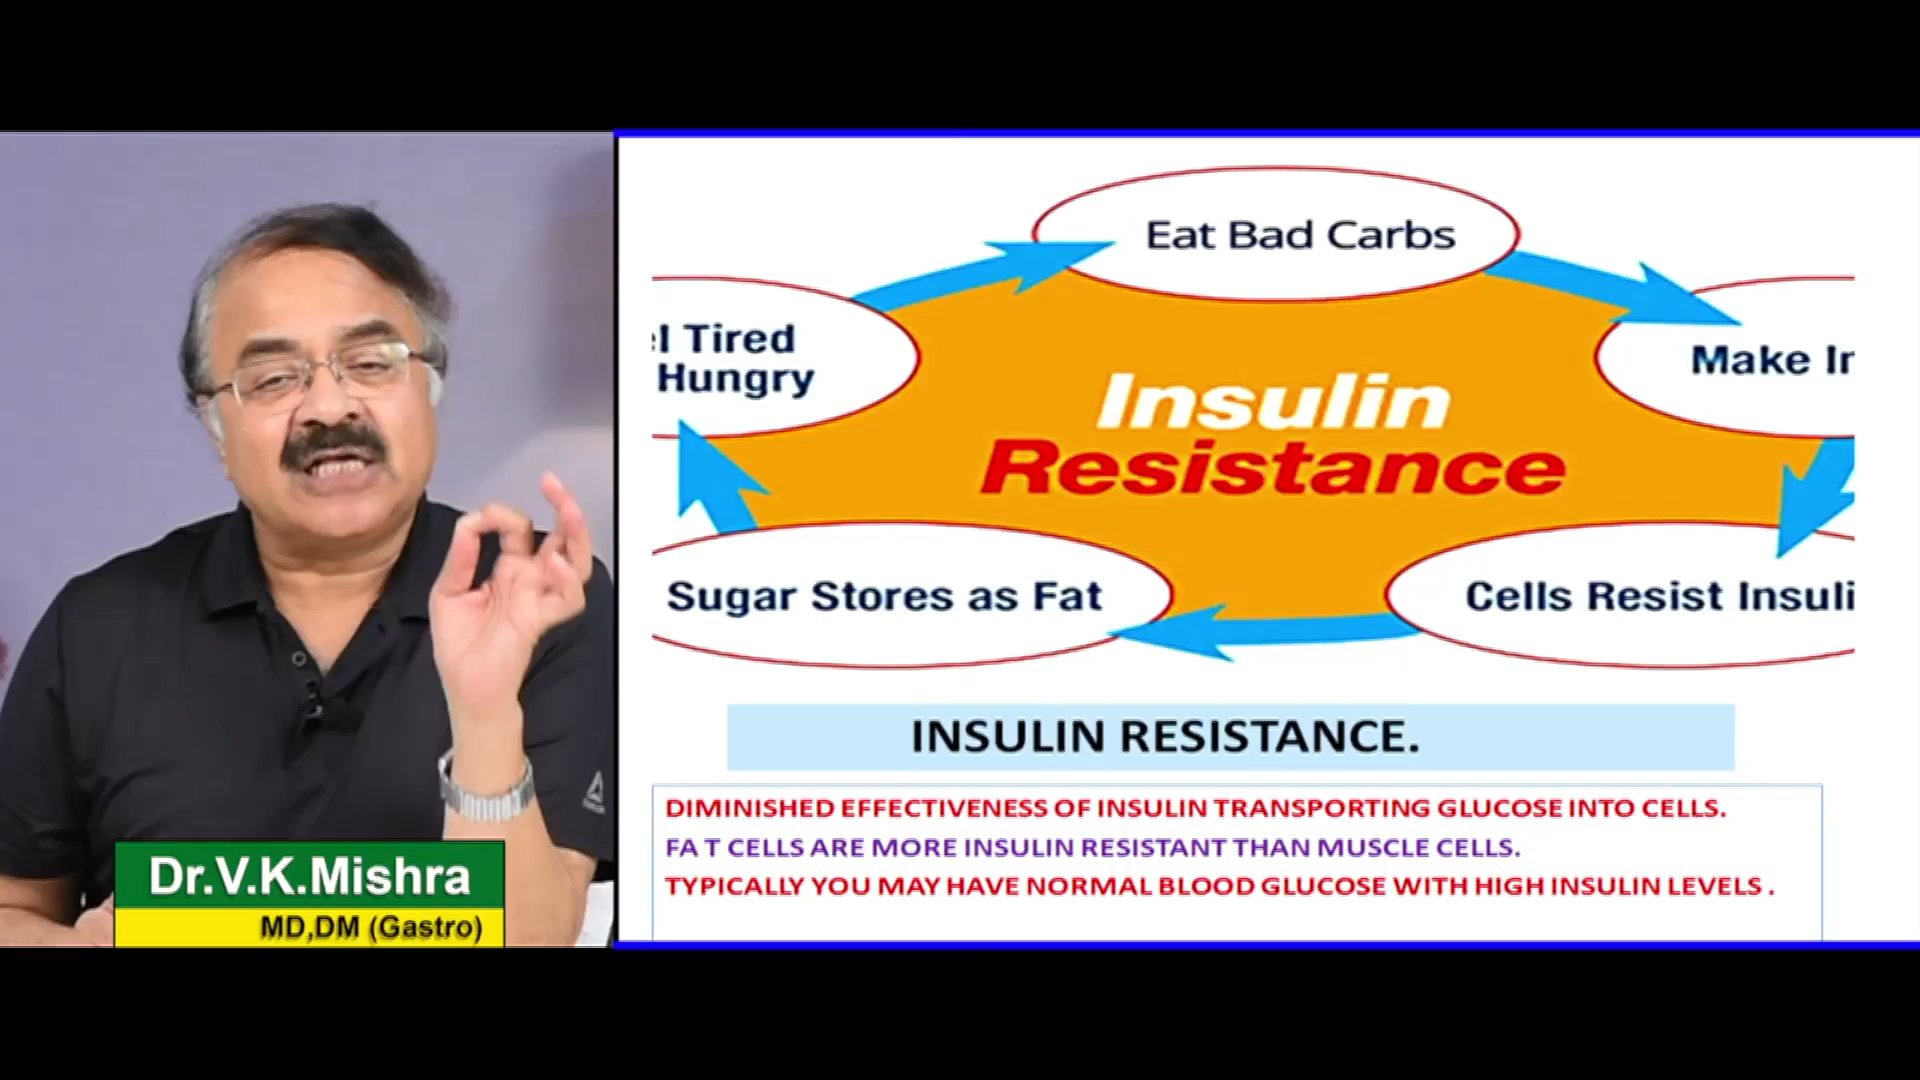 Eat Bad Carbs
Tired
Hungry
Make
Insulin
Resistance
Sugar Stores as Fat
Cells Resist Insuli
INSULIN RESISTANCE.
DIMINISHED EFFECTIVENESS OF INSULIN TRANSPORTING GLUCOSE INTO CELLS.
FA T CELLS ARE MORE INSULIN RESISTANT THAN MUSCLE CELLS.
TYPICALLY YOU MAY HAVE NORMAL BLOOD GLUCOSE WITH HIGH INSULIN LEVELS .
Dr.V.K.Mishra
MD,DM (Gastro)